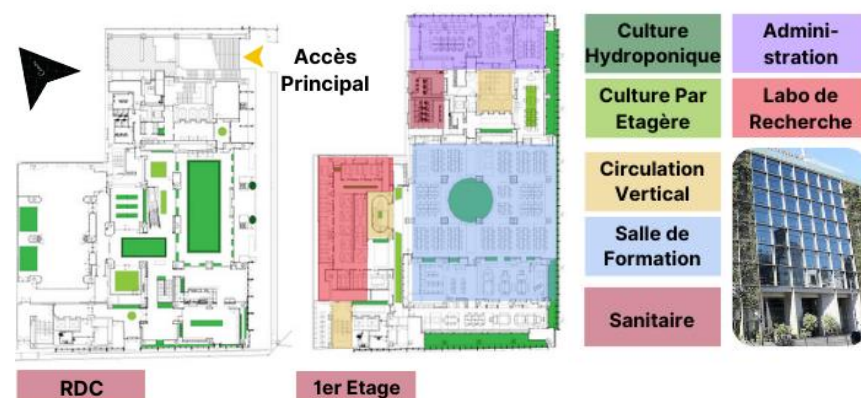 Accès
Principal
RDC
1er Etage
Culture
Hydroponique
Admini-
stration
Culture Par
Etagère
Labo de
Recherche
Circulation
Vertical
Salle de
Formation
Sanitaire